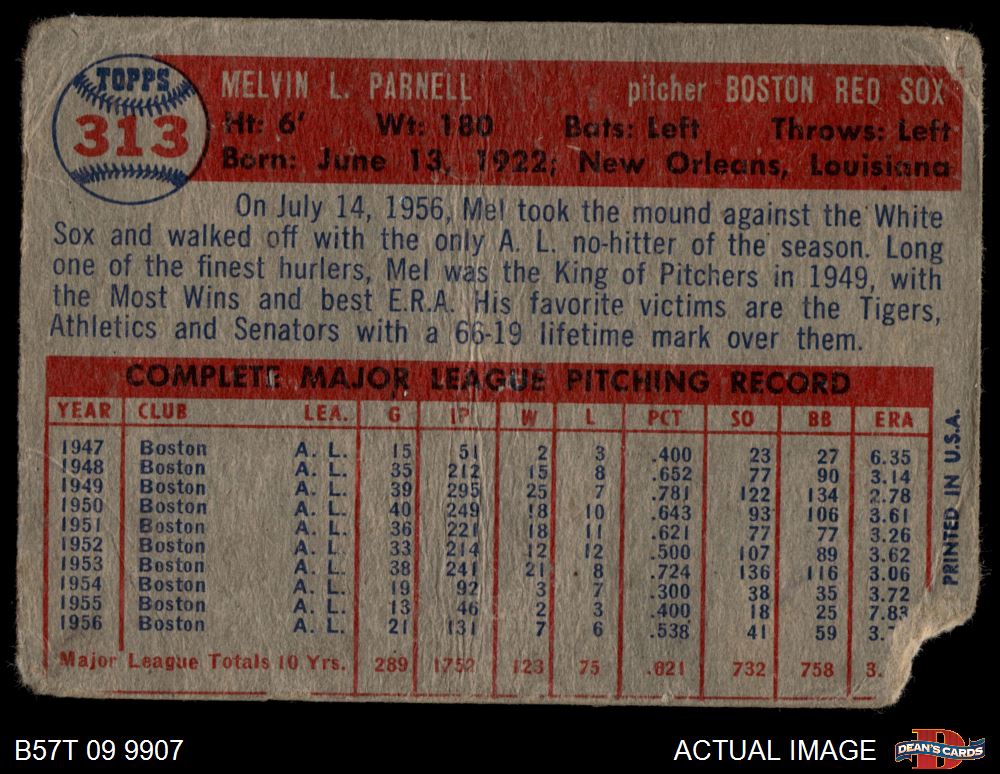 TOPPS
313
MELVIN L. PARNELL pitcher BOSTON RED SOX
Ht: 6' Wt: 180 Bats: Left Throws: Left
Born: June 13, 1922; New Orleans, Louisiana
On July 14, 1956, Mel took the mound against the White
Sox and walked off with the only A. L. no-hitter of the season. Long
one of the finest hurlers, Mel was the King of Pitchers in 1949, with
the Most Wins and best E.R.A. His favorite victims are the Tigers,
Athletics and Senators with a 66-19 lifetime mark over them.
COMPLETE MAJOR LEAGUE PITCHING RECORD
YEAR CLUB LEA. G IP W L PCT SO BB ERA
1947 Boston A. L. 15 51 2 3 .400 23 27 6.35
1948 Boston A. L. 35 212 15 8 .652 77 90 3.14
1949 Boston A. L. 39 295 25 7 .781 122 134 2.78
1950 Boston A. L. 40 249 18 10 .643 93 106 3.61
1951 Boston A. L. 36 221 18 11 .621 77 77 3.26
1952 Boston A. L. 33 214 12 12 .500 107 89 3.62
1953 Boston A. L. 38 241 21 8 .724 136 116 3.06
1954 Boston A. L. 19 92 3 7 .300 38 35 3.72
1955 Boston A. L. 13 46 2 3 .400 18 25 7.83
1956 Boston A. L. 21 131 7 6 .538 41 59 3.7
Major League Totals 10 Yrs. 289 1752 123 75 .621 732 758 3.
PRINTED IN U.S.A.
B57T 09 9907 ACTUAL IMAGE DEAN'S CARDS